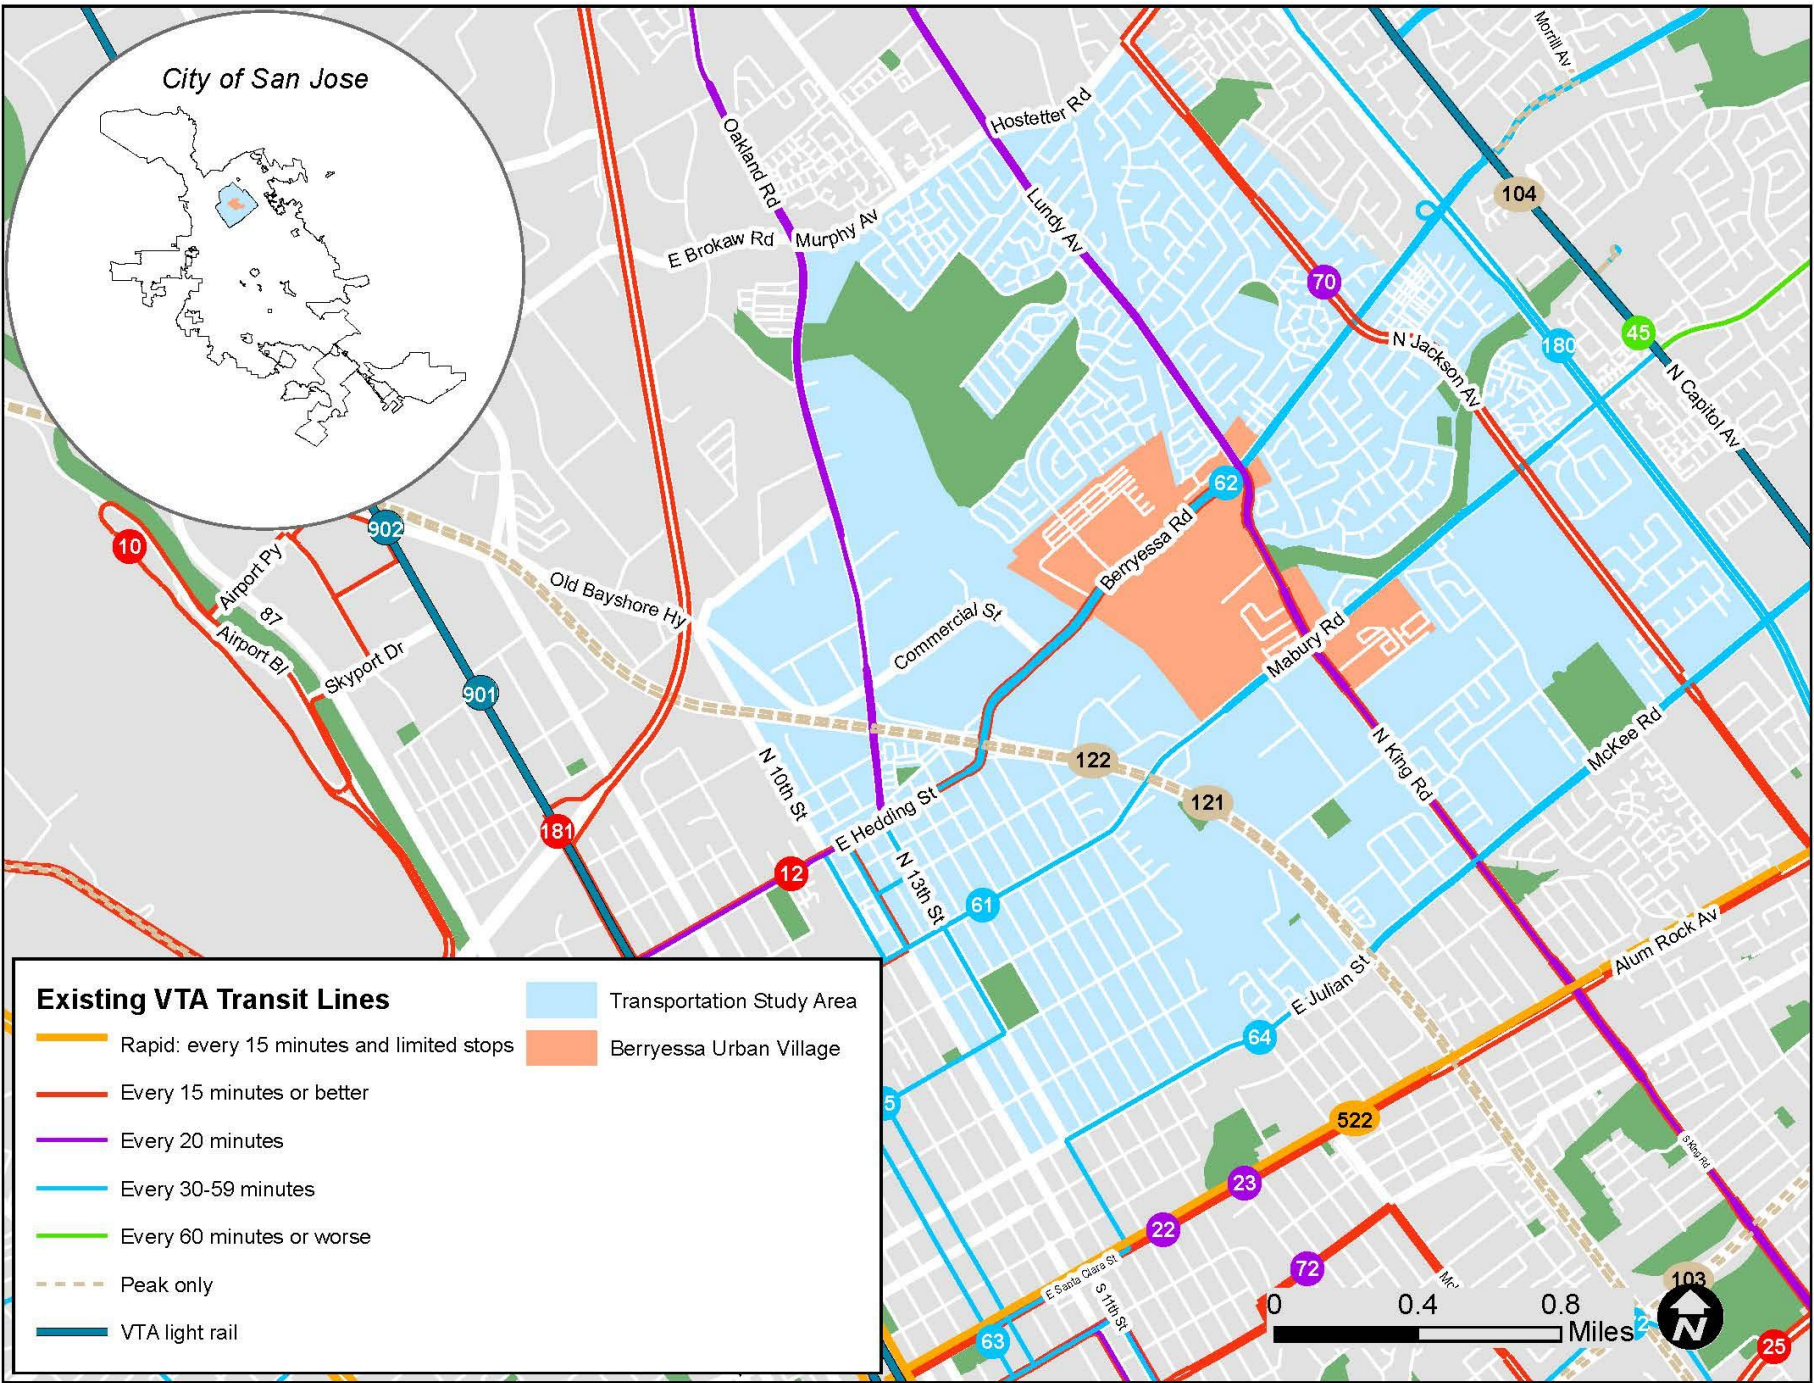 City of San Jose
Morrill Av
Hostetter Rd
Oakland Rd
104
Lundy Av
Murphy Av
E Brokaw Rd
70
N Jackson Av
180
45
N Capitol Av
62
902
10
Berryessa Rd
Airport Py
Old Bayshore Hy
87
Commercial St
Airport Bl
Mabury Rd
Skyport Dr
901
McKee Rd
122
N King Rd
N 10th St
121
181
E Hedding St
12
N 13th St
61
Alum Rock Av
E Julian St
64
5
522
S King Rd
23
22
72
E Santa Clara St
S 11th St
103
63
25
Existing VTA Transit Lines
Rapid: every 15 minutes and limited stops
Every 15 minutes or better
Every 20 minutes
Every 30-59 minutes
Every 60 minutes or worse
Peak only
VTA light rail
Transportation Study Area
Berryessa Urban Village
0 0.4 0.8
Miles
N